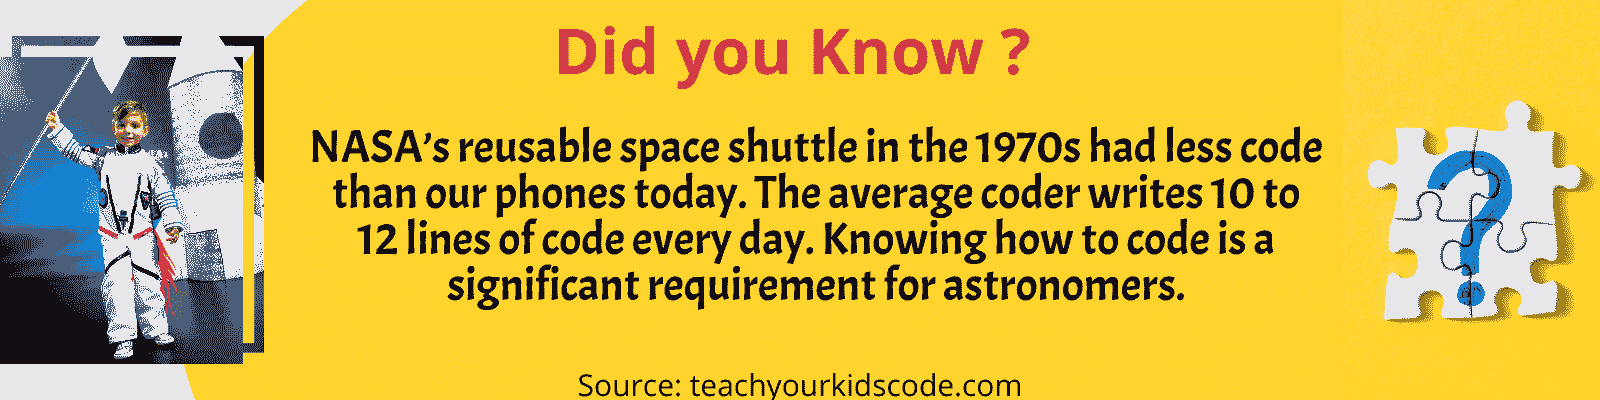 Did you Know ?
NASA’s reusable space shuttle in the 1970s had less code
than our phones today. The average coder writes 10 to
12 lines of code every day. Knowing how to code is a
significant requirement for astronomers.
Source: teachyourkidscode.com